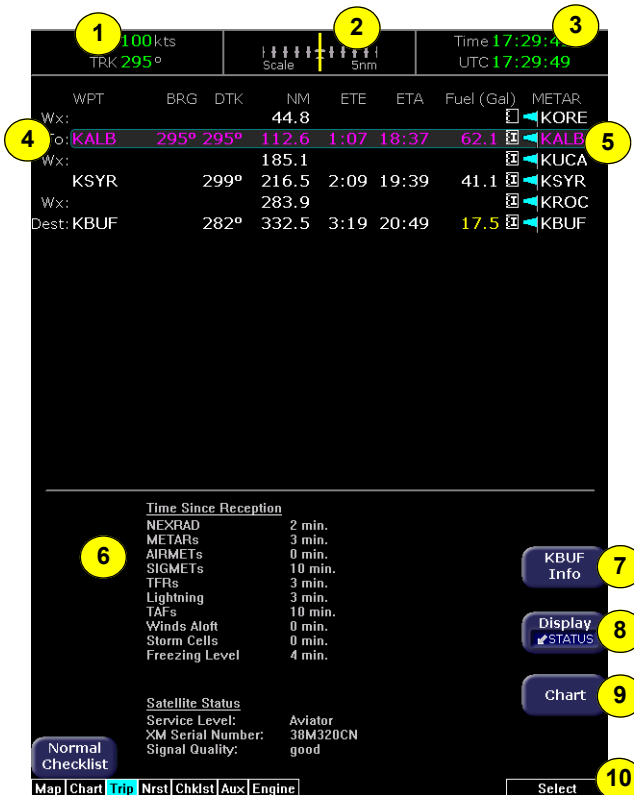 1
2
3
100kts
TRK 295º
Scale 5nm
Time 17:29:4
UTC 17:29:49
WPT BRG DTK NM ETE ETA Fuel (Gal) METAR
Wx: 44.8 KORE
4
To: KALB 295º 295º 112.6 1:07 18:37 62.1 I KALB
5
Wx: 185.1 I KUCA
KSYR 299º 216.5 2:09 19:39 41.1 I KSYR
Wx: 283.9 I KROC
Dest: KBUF 282º 332.5 3:19 20:49 17.5 I KBUF
6
Time Since Reception
NEXRAD 2 min.
METARs 3 min.
AIRMETs 0 min.
SIGMETs 10 min.
TFRs 3 min.
Lightning 3 min.
TAFs 10 min.
Winds Aloft 0 min.
Storm Cells 0 min.
Freezing Level 4 min.
Satellite Status
Service Level: Aviator
XM Serial Number: 38M320CN
Signal Quality: good
KBUF
Info
7
Display
STATUS
8
Chart
9
Normal
Checklist
Map Chart Trip Nrst Chklst Aux Engine
Select
10